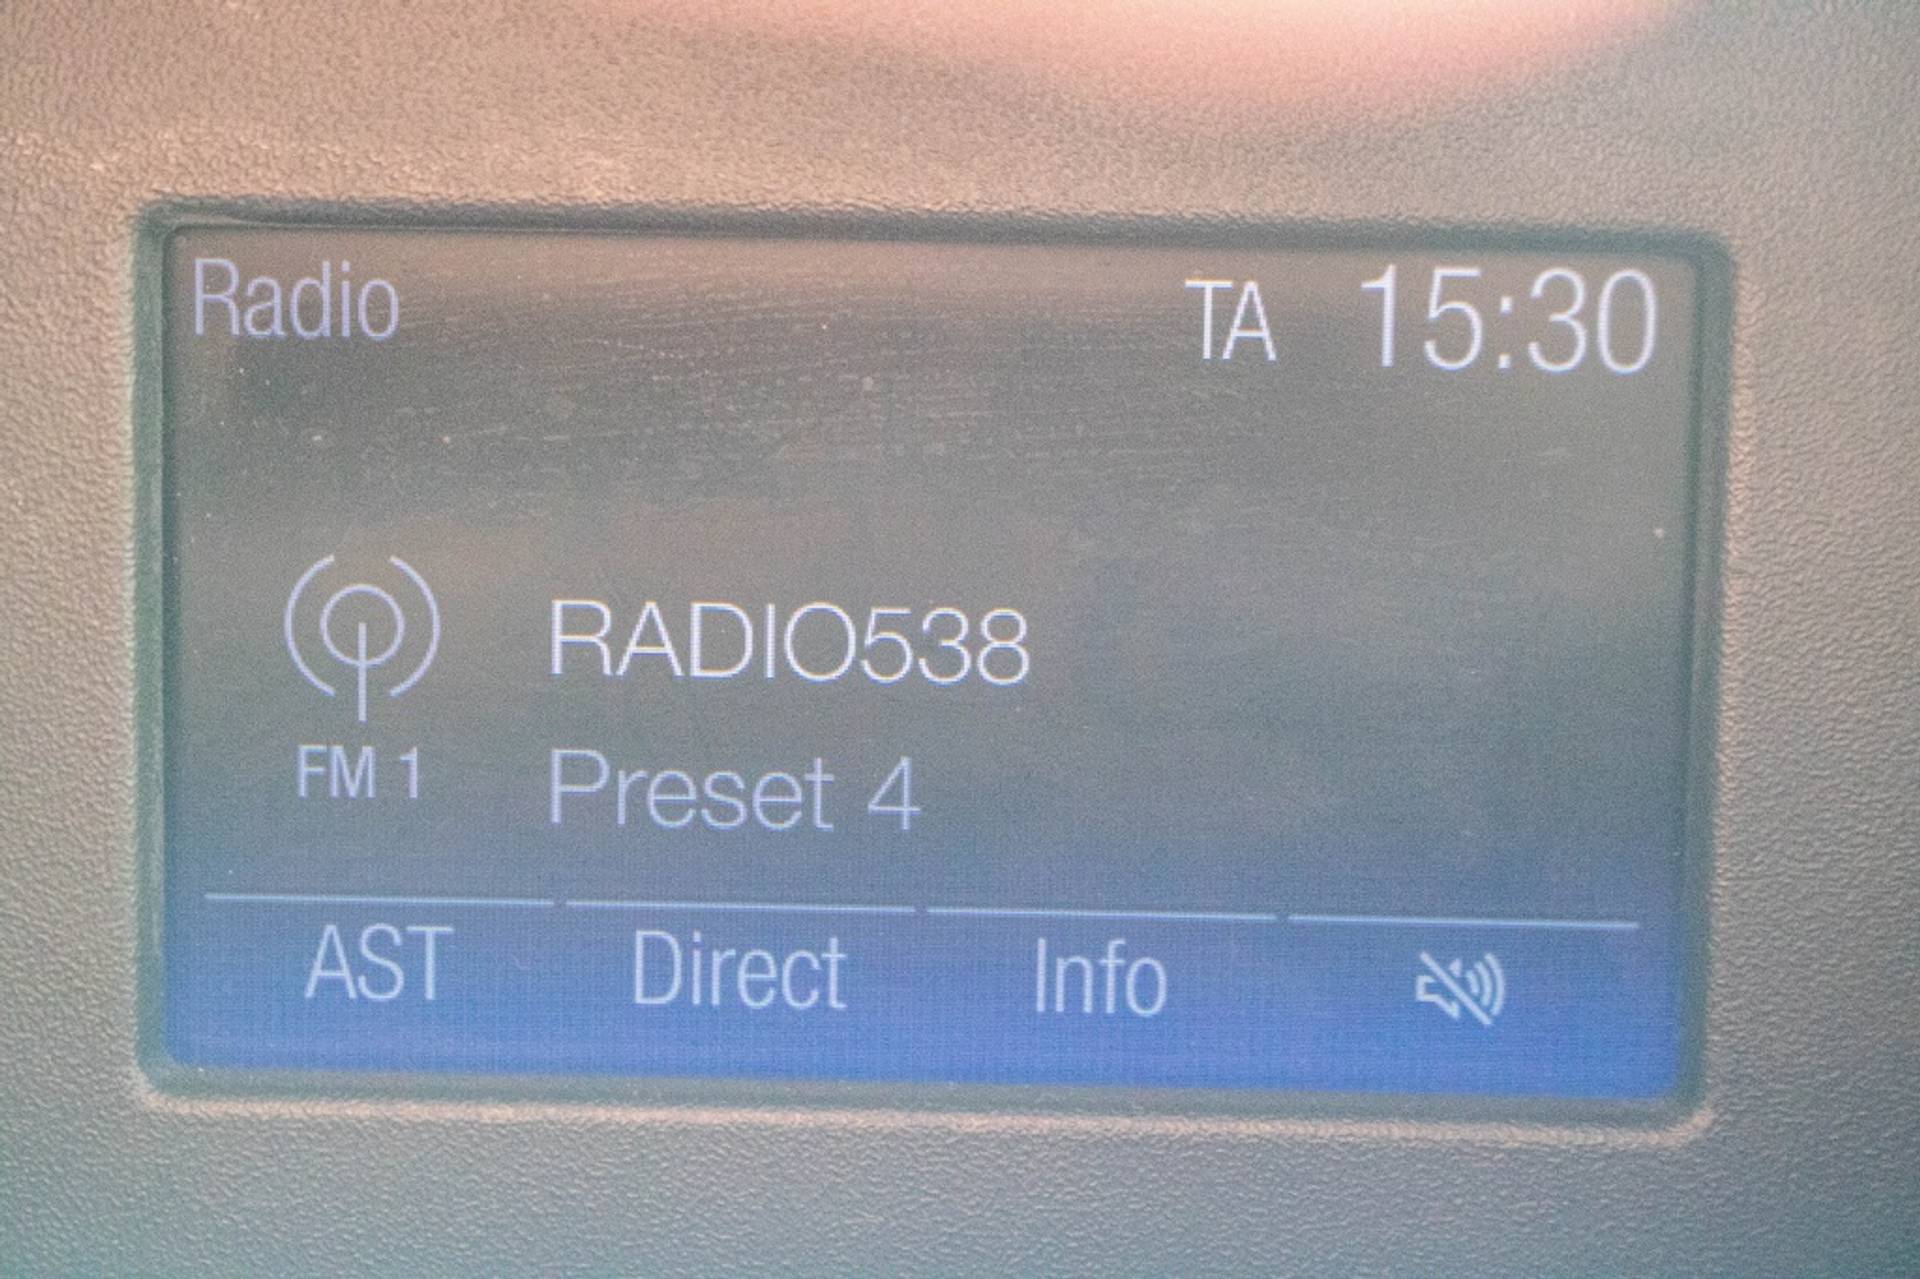 Radio TA 15:30
RADIO538
FM 1 Preset 4
AST Direct Info